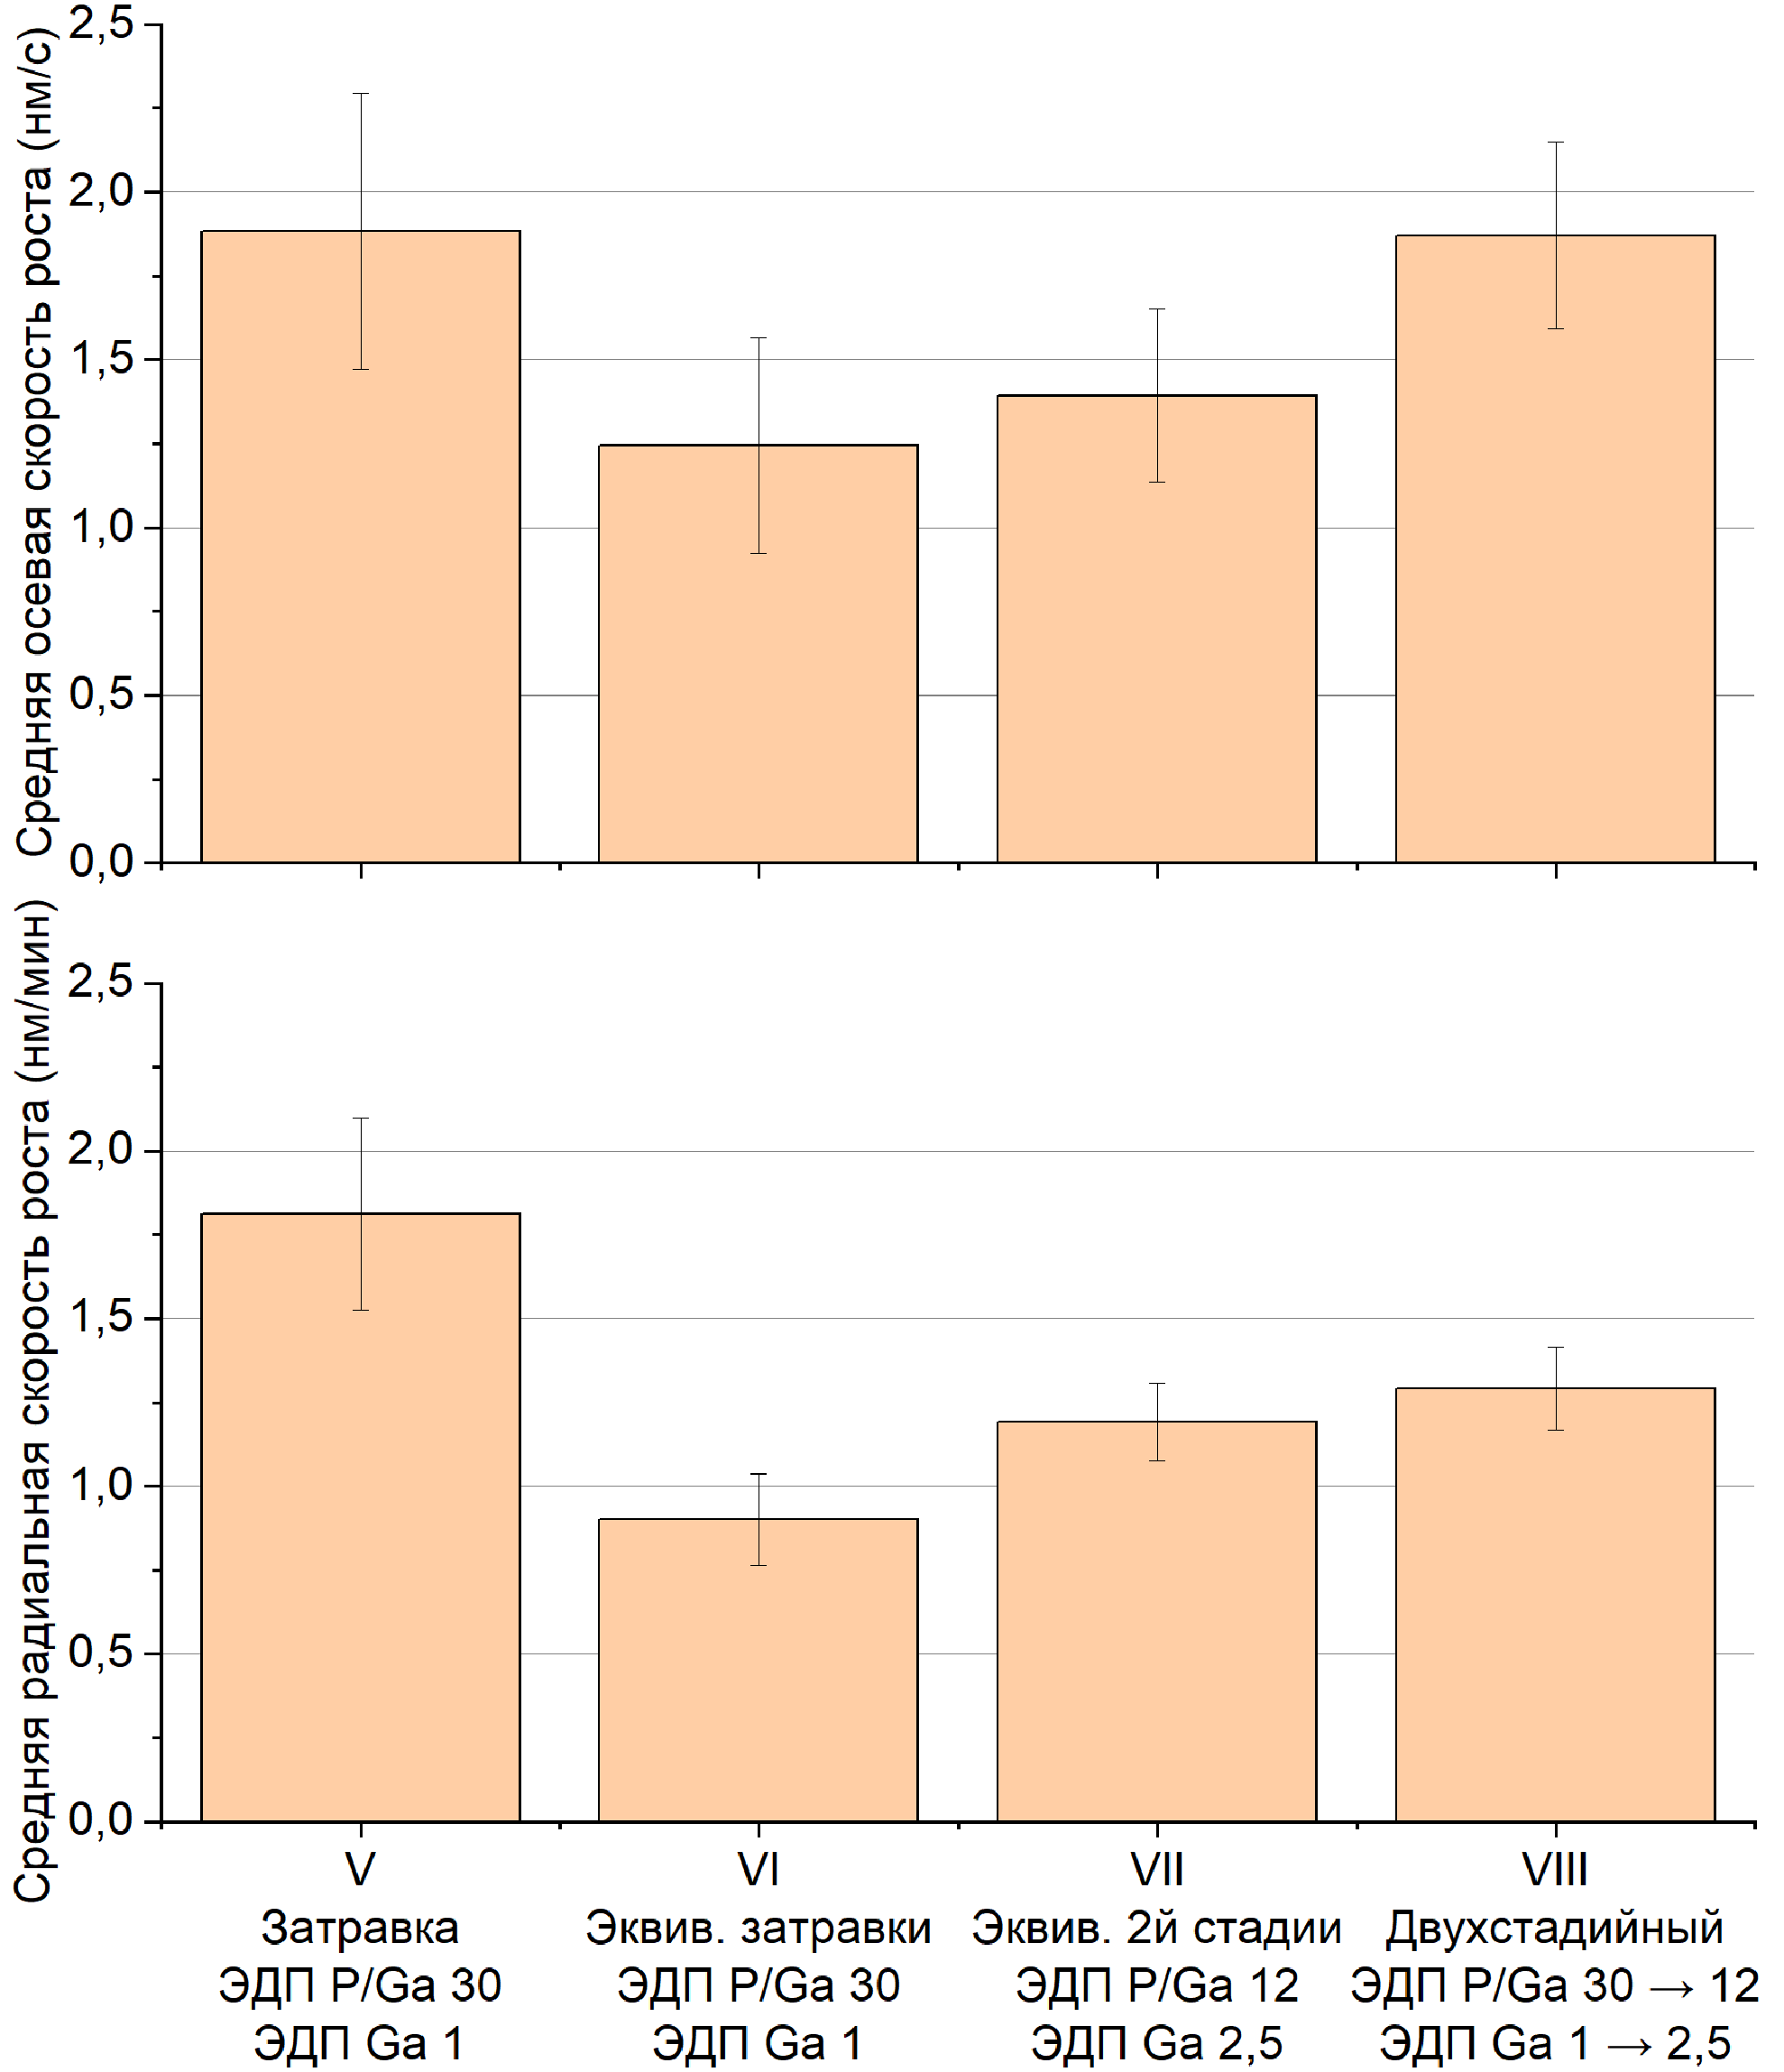 Средняя осевая скорость роста (нм/с)
2,5
2,0
1,5
1,0
0,5
0,0
Средняя радиальная скорость роста (нм/мин)
2,5
2,0
1,5
1,0
0,5
0,0
V VI VII VIII
Затравка Эквив. затравки Эквив. 2й стадии Двухстадийный
ЭДП P/Ga 30 ЭДП P/Ga 30 ЭДП P/Ga 12 ЭДП P/Ga 30 → 12
ЭДП Ga 1 ЭДП Ga 1 ЭДП Ga 2,5 ЭДП Ga 1 → 2,5